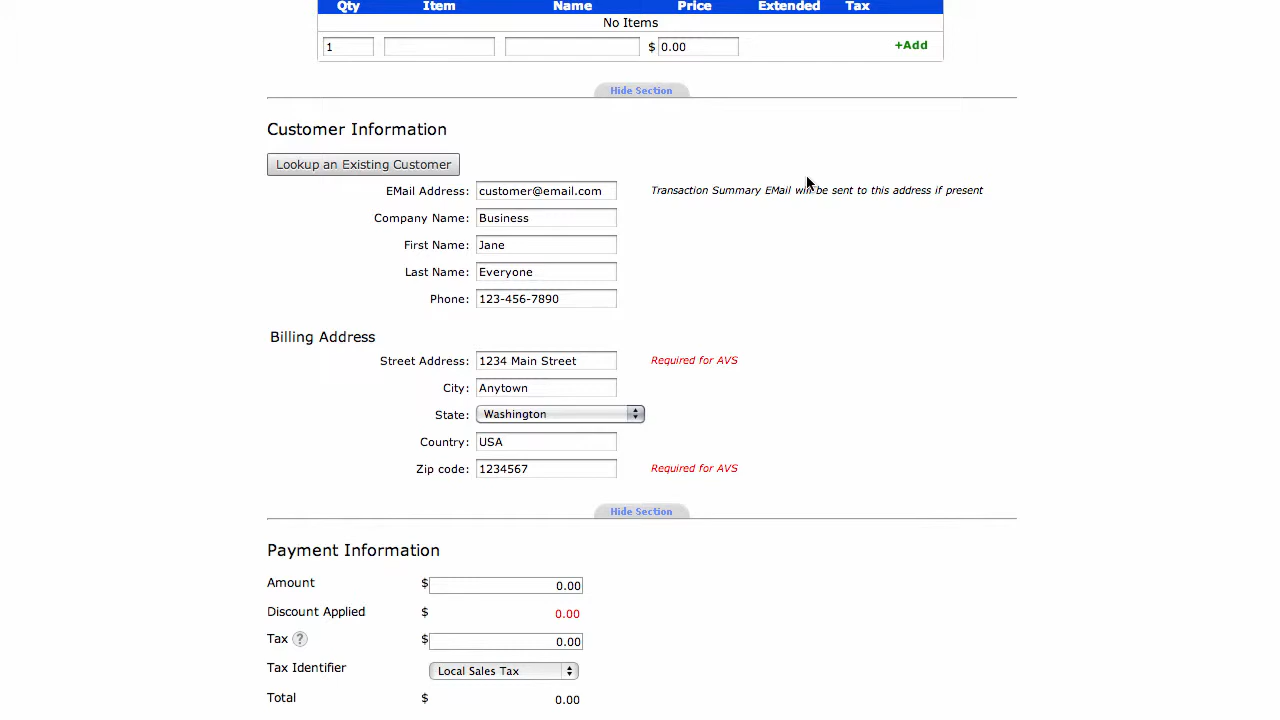 Qty Item Name Price Extended Tax
No Items
1 $ 0.00 +Add
Hide Section
Customer Information
Lookup an Existing Customer
EMail Address: customer@email.com Transaction Summary EMail will be sent to this address if present
Company Name: Business
First Name: Jane
Last Name: Everyone
Phone: 123-456-7890
Billing Address
Street Address: 1234 Main Street Required for AVS
City: Anytown
State: Washington
Country: USA
Zip code: 1234567 Required for AVS
Hide Section
Payment Information
Amount $ 0.00
Discount Applied $ 0.00
Tax ? $ 0.00
Tax Identifier Local Sales Tax
Total $ 0.00